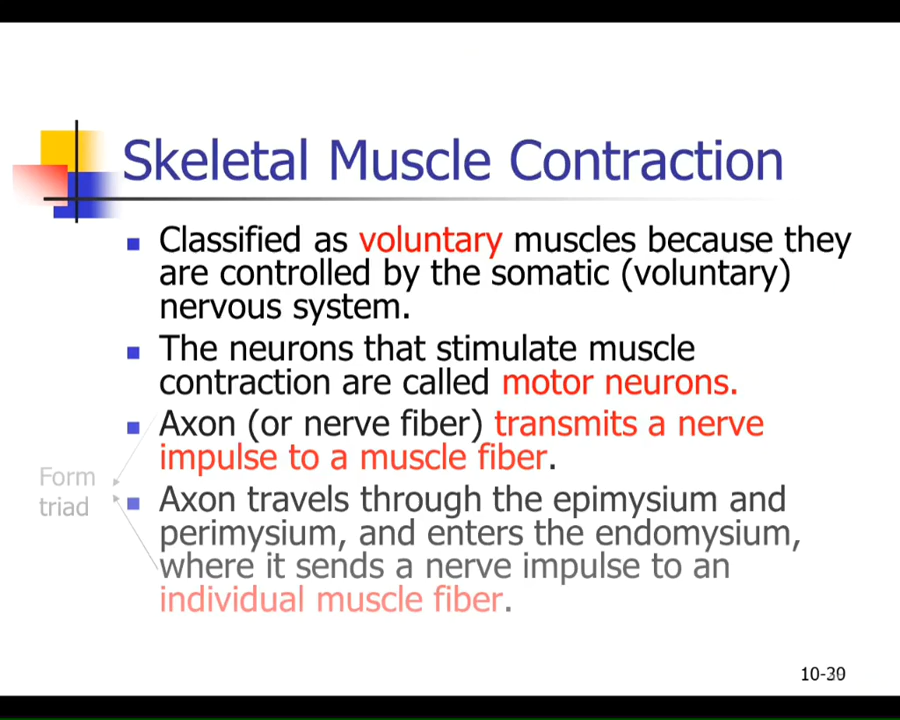 Skeletal Muscle Contraction
Classified as voluntary muscles because they
are controlled by the somatic (voluntary)
nervous system.
The neurons that stimulate muscle
contraction are called motor neurons.
Axon (or nerve fiber) transmits a nerve
impulse to a muscle fiber.
Form
triad
Axon travels through the epimysium and
perimysium, and enters the endomysium,
where it sends a nerve impulse to an
individual muscle fiber.